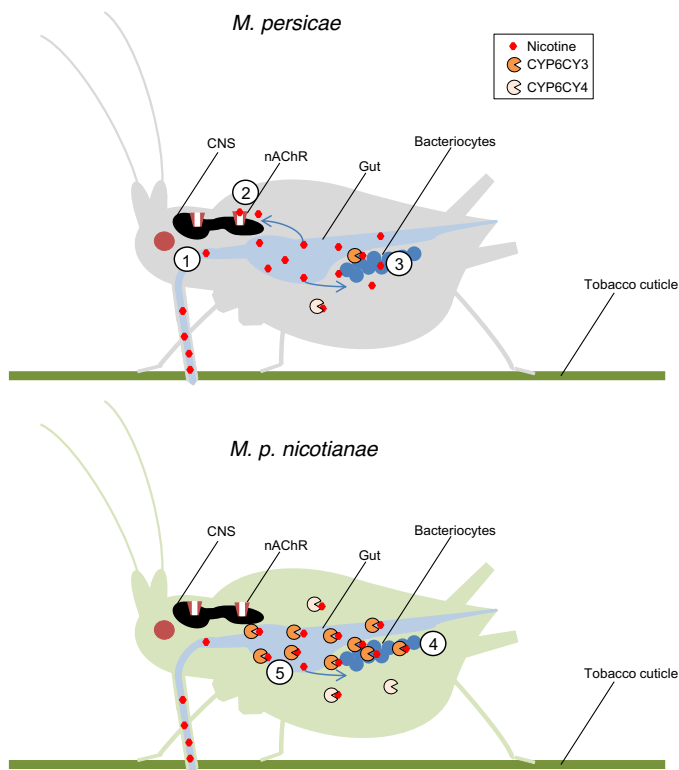 M. persicae
Nicotine
CYP6CY3
CYP6CY4
CNS
nAChR
Bacteriocytes
Gut
2
1
3
Tobacco cuticle
M. p. nicotianae
CNS
nAChR
Gut
Bacteriocytes
4
5
Tobacco cuticle